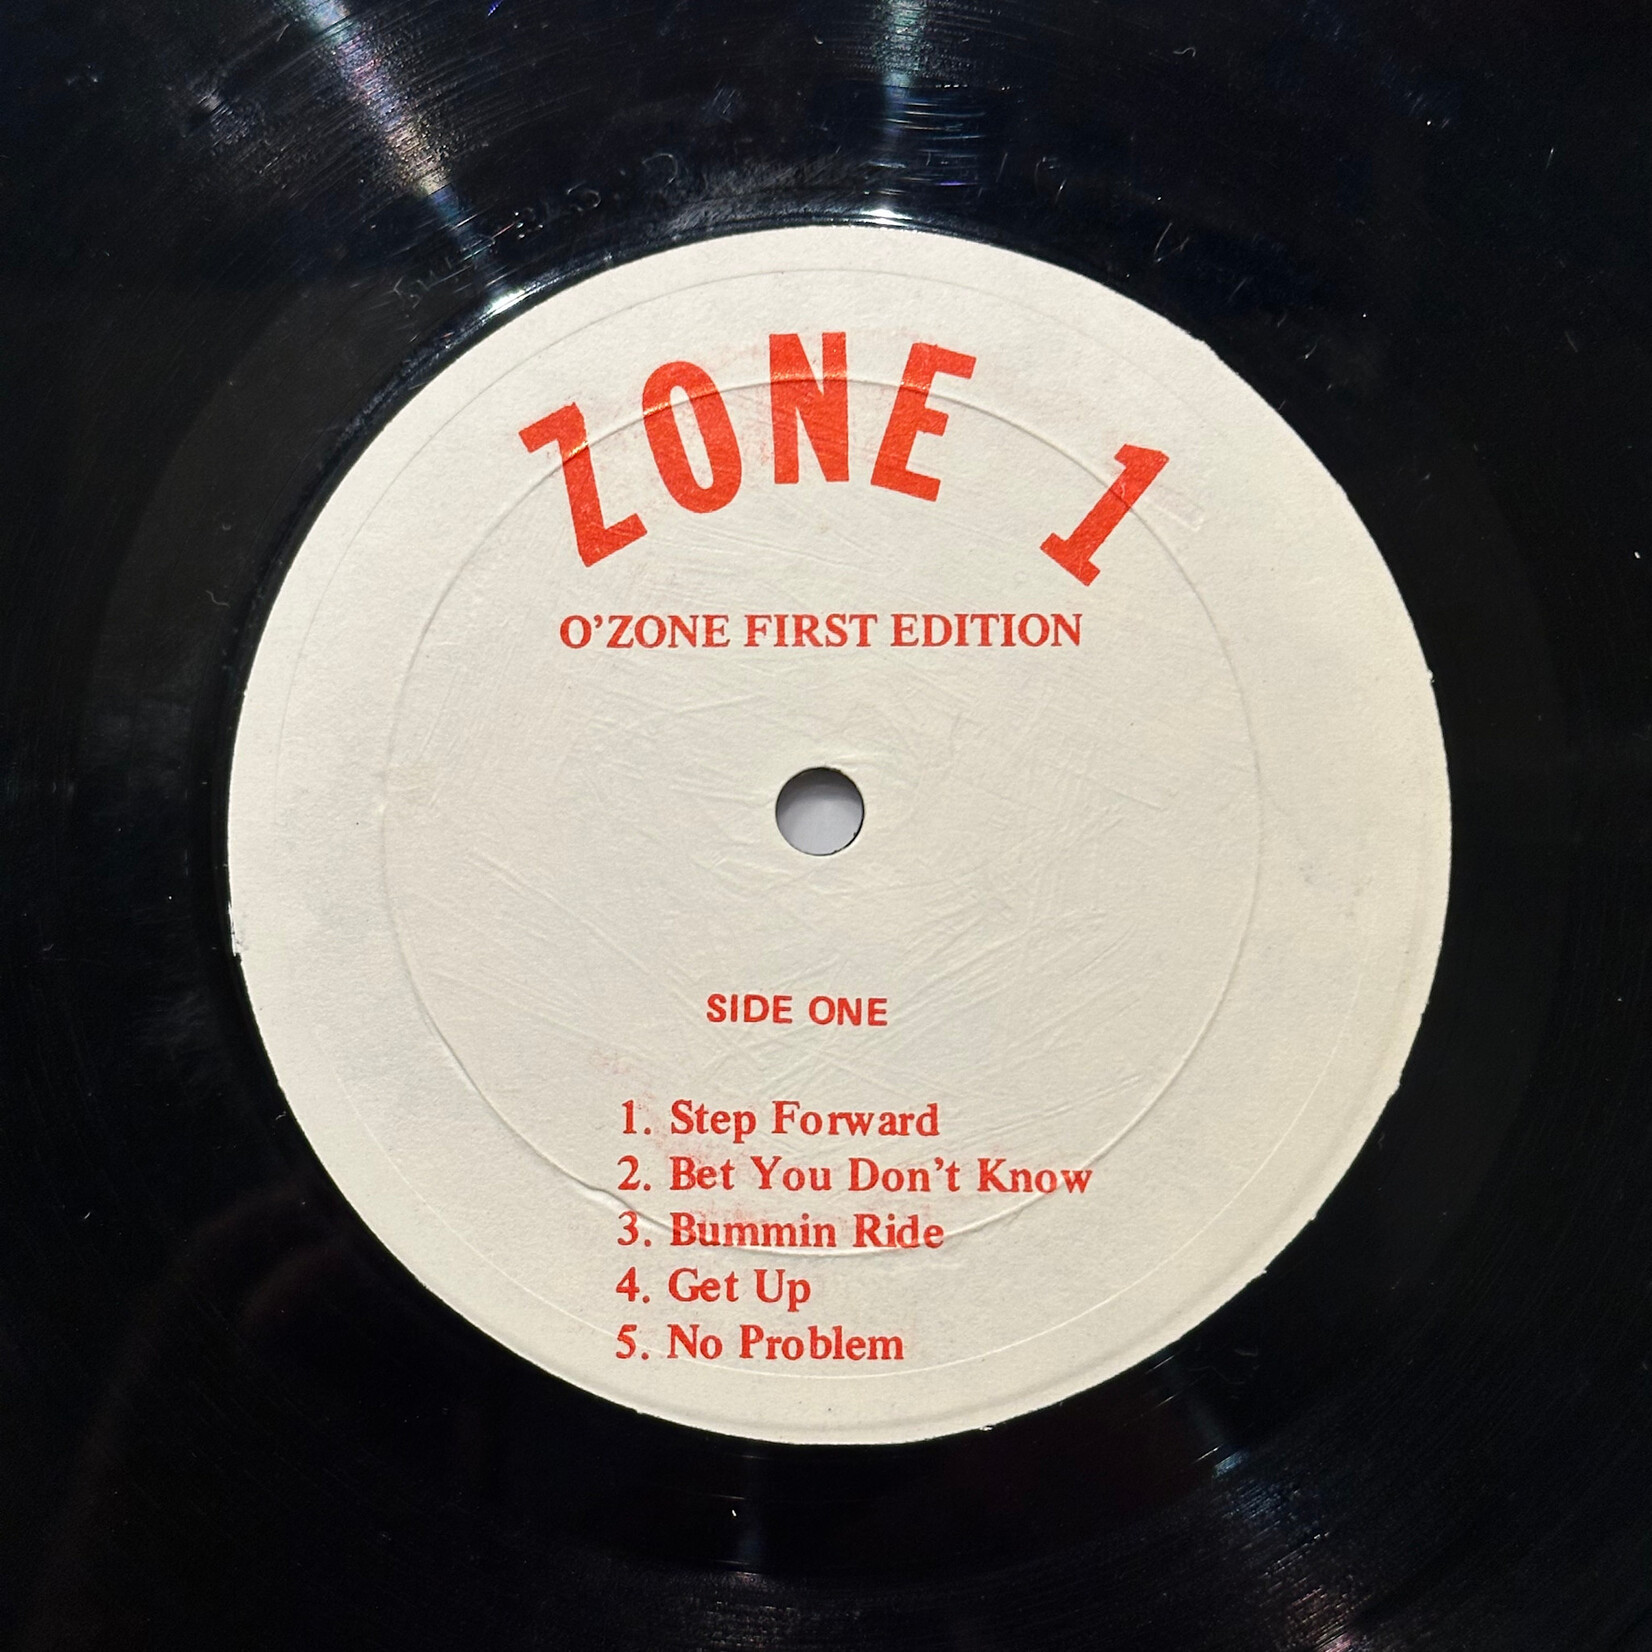 ZONE 1
O'ZONE FIRST EDITION
SIDE ONE
1. Step Forward
2. Bet You Don't Know
3. Bummin Ride
4. Get Up
5. No Problem